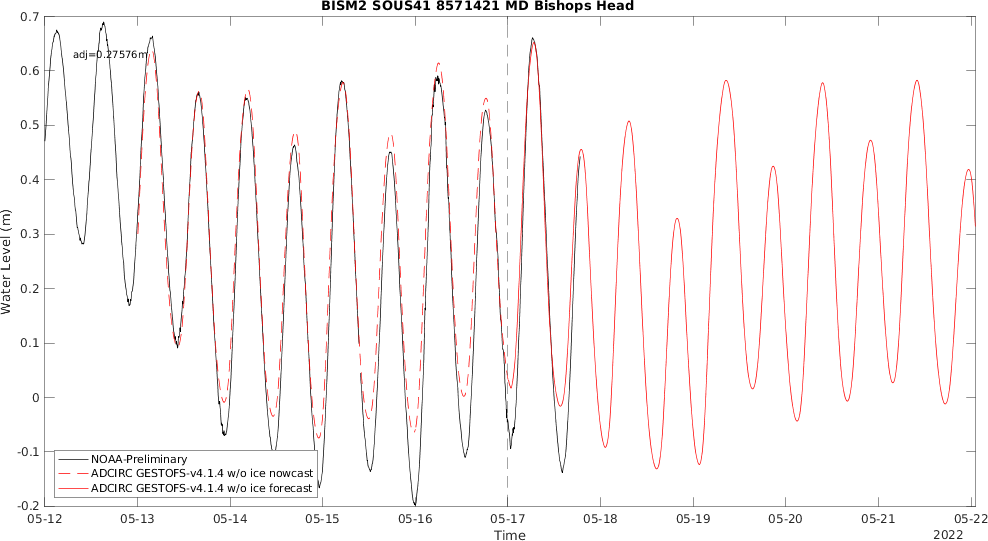 BISM2 SOUS41 8571421 MD Bishops Head
adj=0.27576m
Water Level (m)
0.7
0.6
0.5
0.4
0.3
0.2
0.1
0
-0.1
-0.2
NOAA-Preliminary
ADCIRC GESTOFS-v4.1.4 w/o ice nowcast
ADCIRC GESTOFS-v4.1.4 w/o ice forecast
05-12 05-13 05-14 05-15 05-16 05-17 05-18 05-19 05-20 05-21 05-22
Time
2022